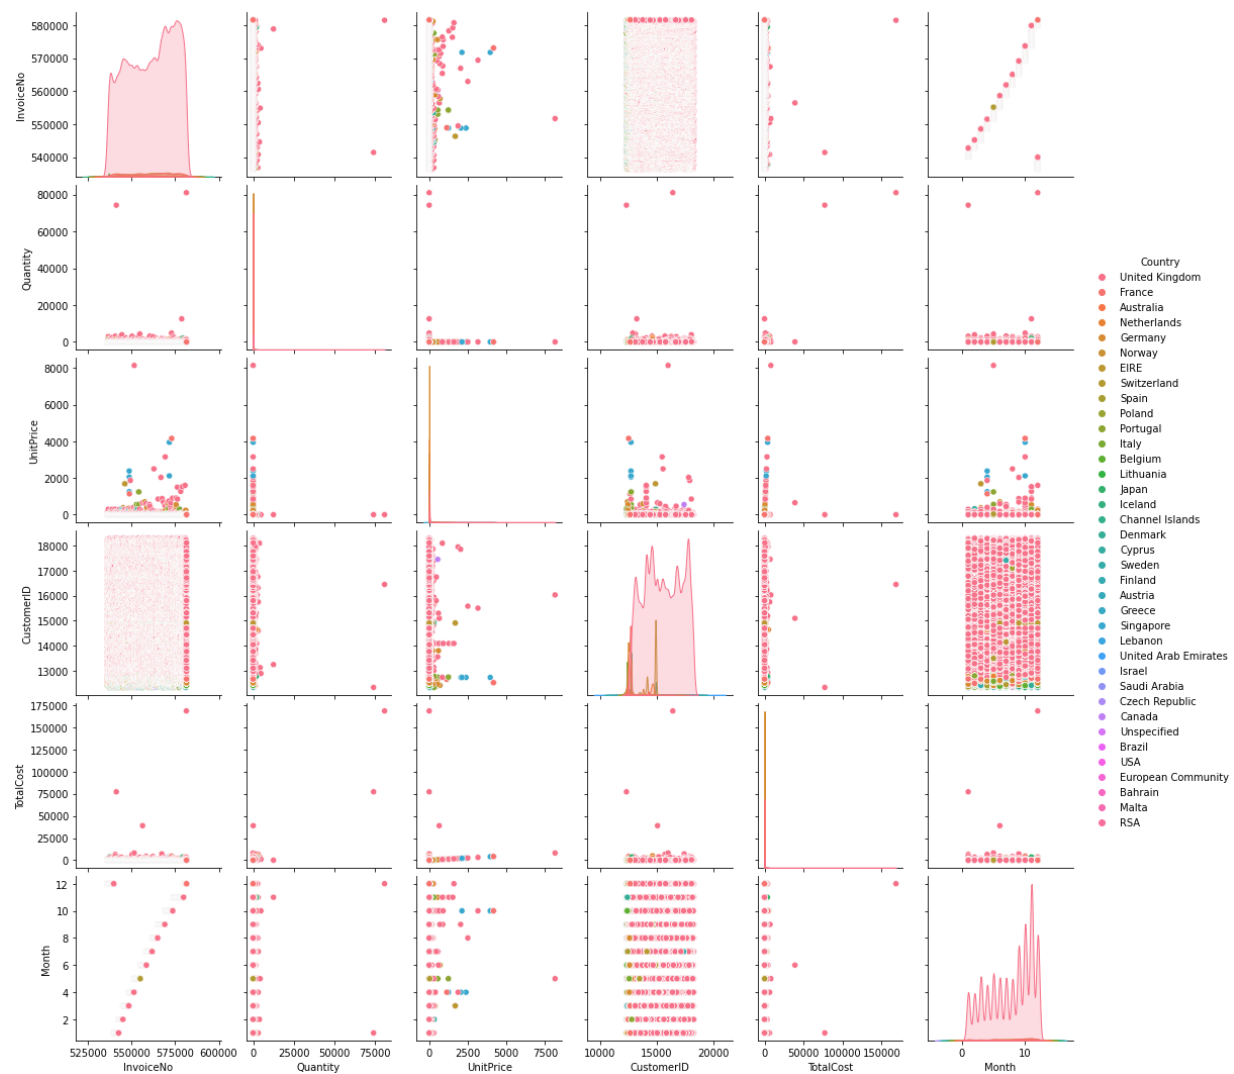 580000
570000
560000
550000
540000
InvoiceNo
80000
60000
40000
20000
0
Quantity
8000
6000
4000
2000
0
UnitPrice
18000
17000
16000
15000
14000
13000
CustomerID
175000
150000
125000
100000
75000
50000
25000
0
TotalCost
12
10
8
6
4
2
Month
525000 550000 575000 600000
InvoiceNo
0 25000 50000 75000
Quantity
0 2500 5000 7500
UnitPrice
10000 15000 20000
CustomerID
0 50000 100000 150000
TotalCost
0 10
Month
Country
United Kingdom
France
Australia
Netherlands
Germany
Norway
EIRE
Switzerland
Spain
Poland
Portugal
Italy
Belgium
Lithuania
Japan
Iceland
Channel Islands
Denmark
Cyprus
Sweden
Finland
Austria
Greece
Singapore
Lebanon
United Arab Emirates
Israel
Saudi Arabia
Czech Republic
Canada
Unspecified
Brazil
USA
European Community
Bahrain
Malta
RSA